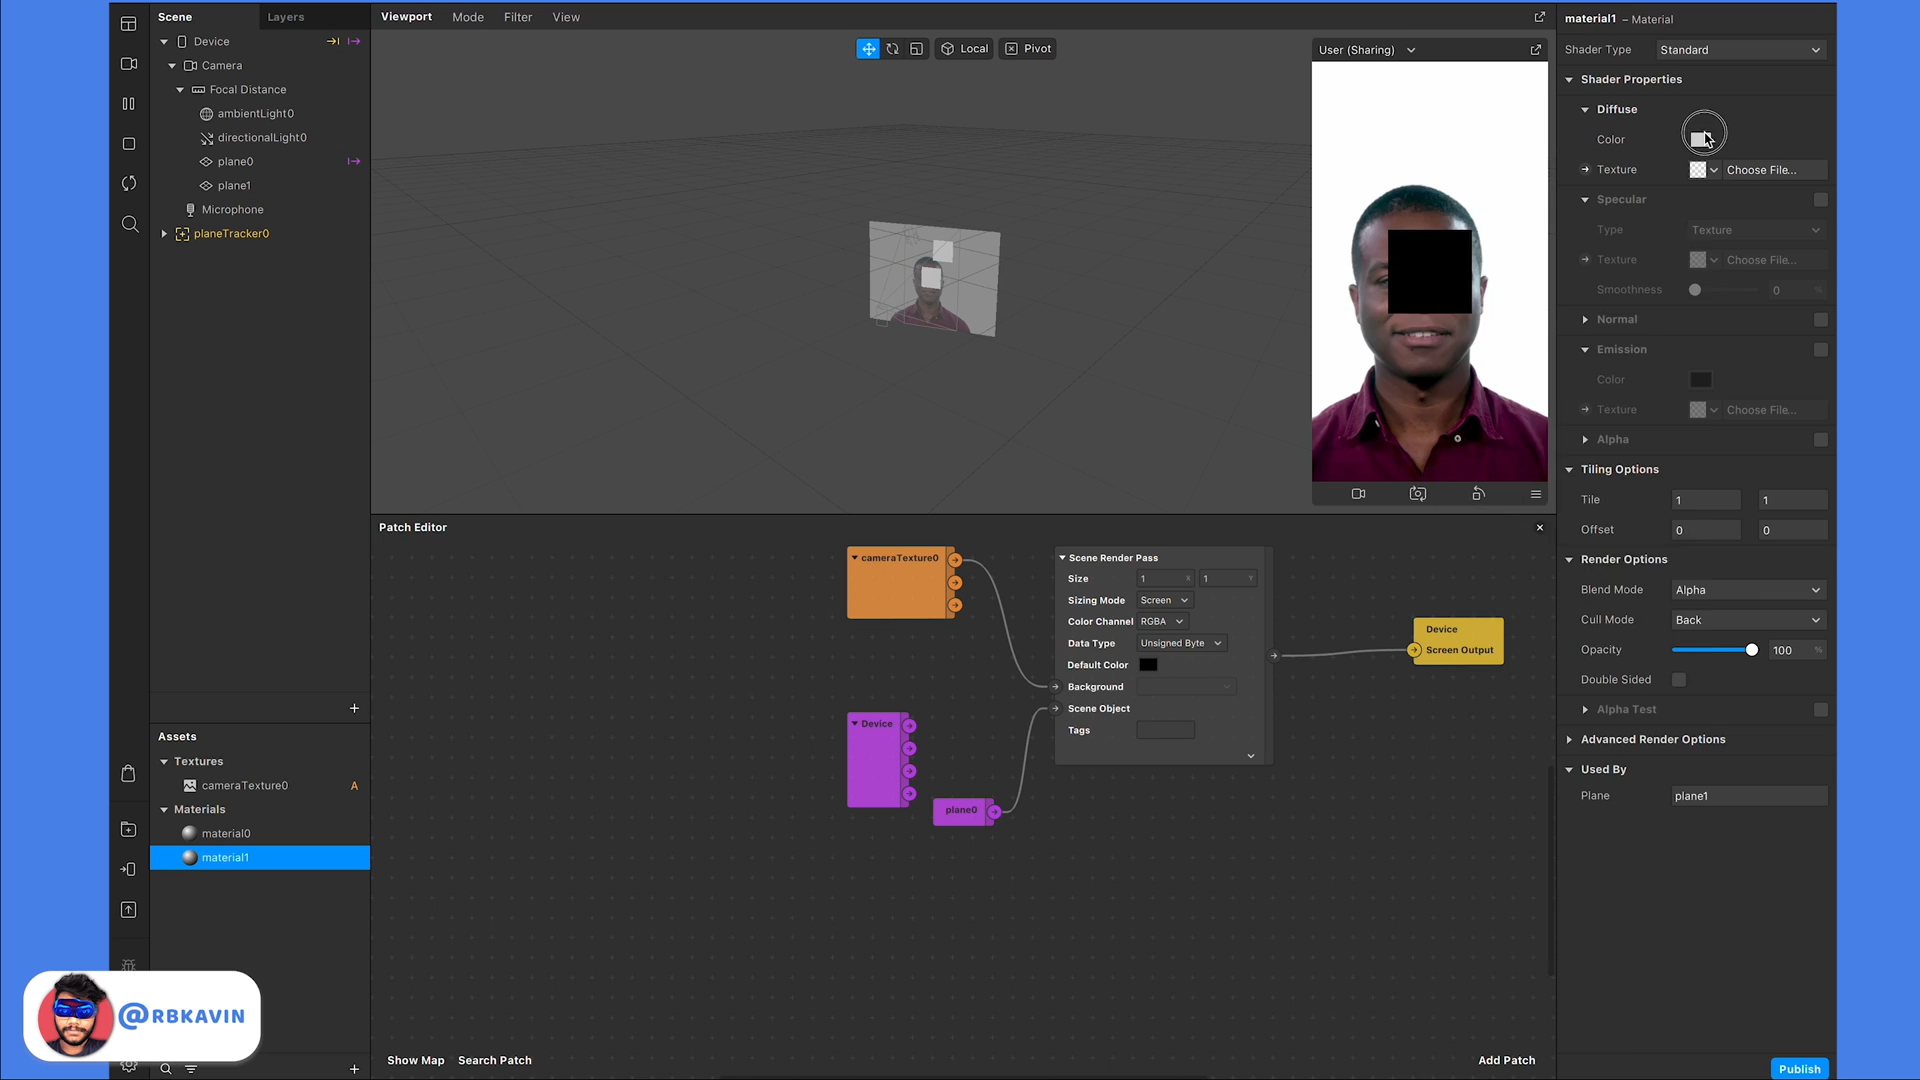 Scene
Layers
Device
Camera
Focal Distance
ambientLight0
directionalLight0
plane0
plane1
Microphone
planeTracker0
Assets
Textures
cameraTexture0
A
Materials
material0
material1
@RBKAVIN
Viewport
Mode
Filter
View
Local
Pivot
User (Sharing)
Patch Editor
cameraTexture0
Device
plane0
Scene Render Pass
Size
1
X
1
Y
Sizing Mode
Screen
Color Channel
RGBA
Data Type
Unsigned Byte
Default Color
Background
Scene Object
Tags
Device
Screen Output
Show Map
Search Patch
Add Patch
material1 – Material
Shader Type
Standard
Shader Properties
Diffuse
Color
Texture
Choose File...
Specular
Type
Texture
Texture
Choose File...
Smoothness
0
%
Normal
Emission
Color
Texture
Choose File...
Alpha
Tiling Options
Tile
1
1
Offset
0
0
Render Options
Blend Mode
Alpha
Cull Mode
Back
Opacity
100
%
Double Sided
Alpha Test
Advanced Render Options
Used By
Plane
plane1
Publish